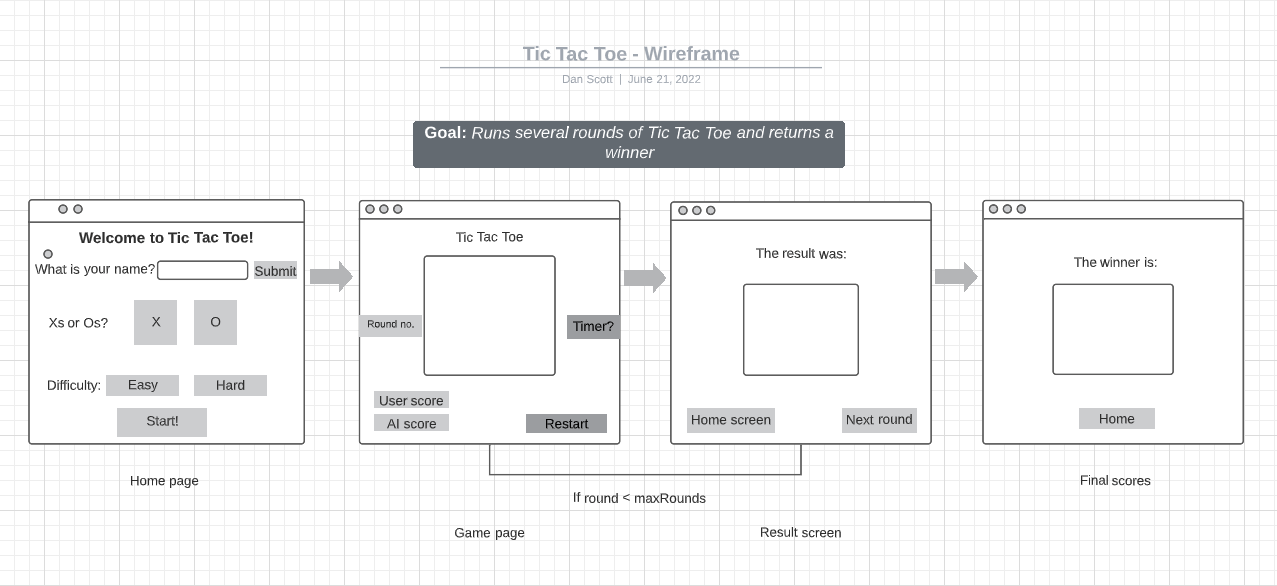 Tic Tac Toe - Wireframe
Dan Scott | June 21, 2022
Goal: Runs several rounds of Tic Tac Toe and returns a
winner
Welcome to Tic Tac Toe!
What is your name?
Submit
Xs or Os?
X
O
Difficulty:
Easy
Hard
Start!
Home page
Tic Tac Toe
Round no.
Timer?
User score
AI score
Restart
If round < maxRounds
Game page
The result was:
Home screen
Next round
Result screen
The winner is:
Home
Final scores